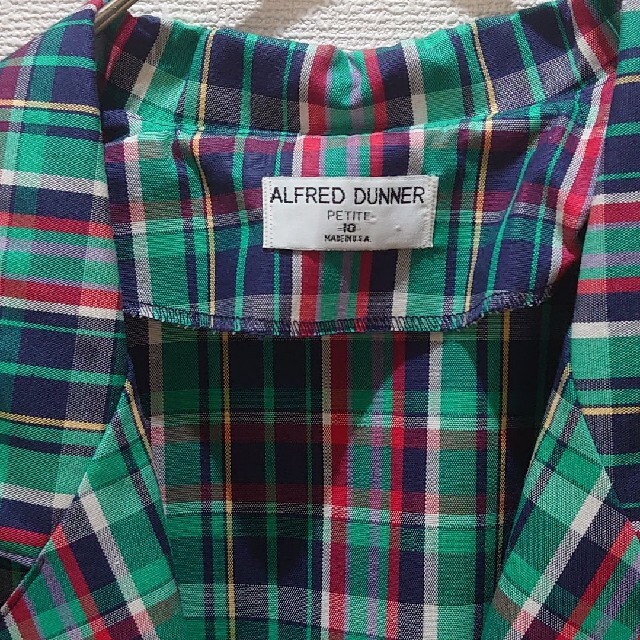 ALFRED DUNNER
PETITE
-10-
MADE IN U.S.A.